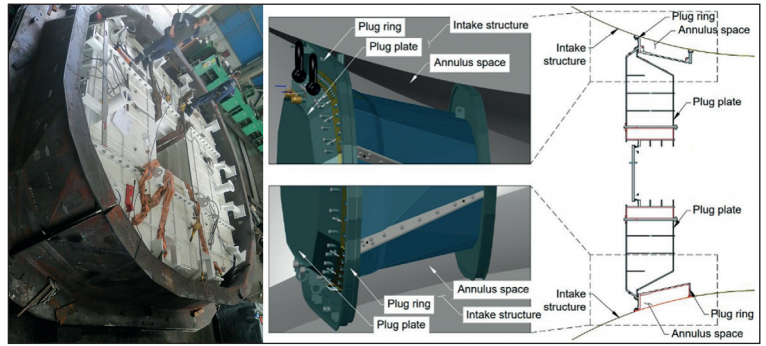 Plug ring
Plug plate
Intake structure
Annulus space
Annulus space
Plug ring
Intake structure
Plug plate
Plug ring
Annulus space
Intake
structure
Plug plate
Plug plate
Intake
structure
Plug ring
Annulus space